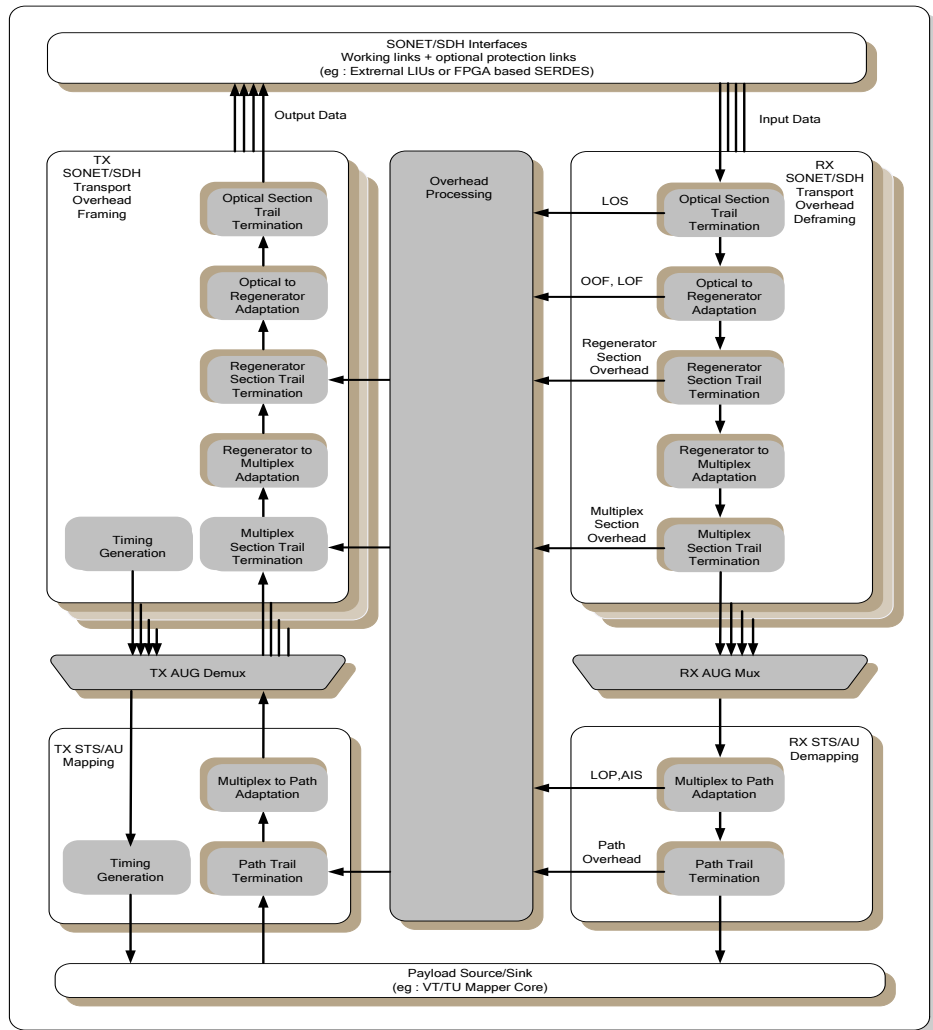 SONET/SDH Interfaces
Working links + optional protection links
(eg : Extrernal LIUs or FPGA based SERDES)
Output Data
Input Data
TX
SONET/SDH
Transport
Overhead
Framing
Optical Section
Trail
Termination
Optical to
Regenerator
Adaptation
Regenerator
Section Trail
Termination
Regenerator to
Multiplex
Adaptation
Multiplex
Section Trail
Termination
Timing
Generation
Overhead
Processing
RX
SONET/SDH
Transport
Overhead
Deframing
LOS
Optical Section
Trail
Termination
OOF, LOF
Optical to
Regenerator
Adaptation
Regenerator
Section
Overhead
Regenerator
Section Trail
Termination
Regenerator to
Multiplex
Adaptation
Multiplex
Section
Overhead
Multiplex
Section Trail
Termination
TX AUG Demux
RX AUG Mux
TX STS/AU
Mapping
Multiplex to Path
Adaptation
Timing
Generation
Path Trail
Termination
RX STS/AU
Demapping
LOP,AIS
Multiplex to Path
Adaptation
Path
Overhead
Path Trail
Termination
Payload Source/Sink
(eg : VT/TU Mapper Core)